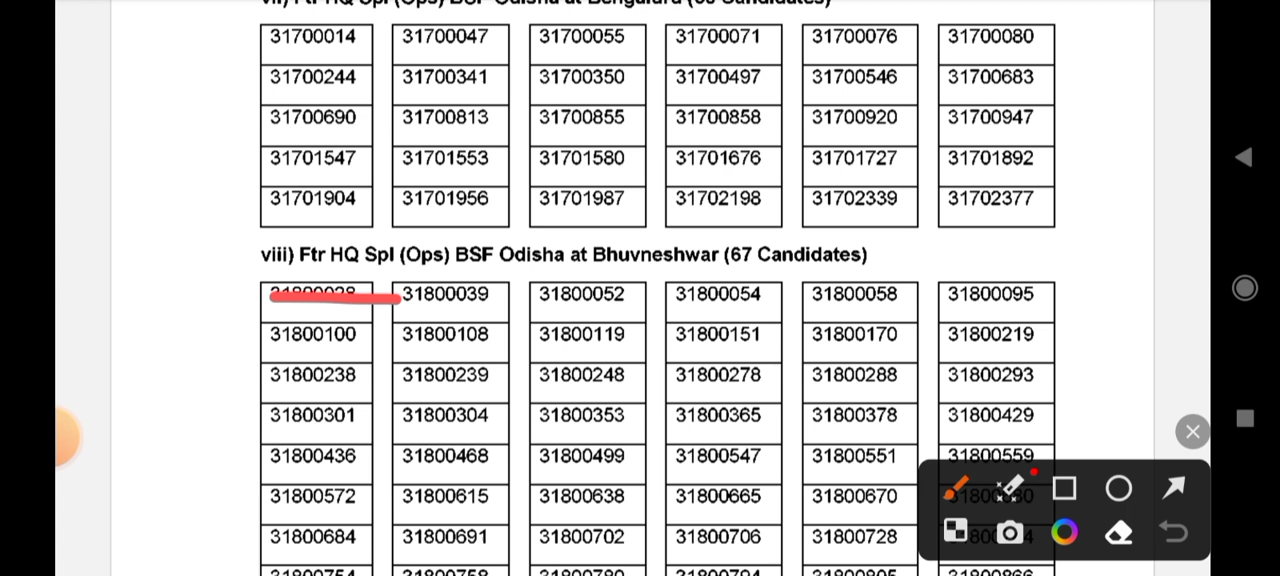 31700014 31700047 31700055 31700071 31700076 31700080
31700244 31700341 31700350 31700497 31700546 31700683
31700690 31700813 31700855 31700858 31700920 31700947
31701547 31701553 31701580 31701676 31701727 31701892
31701904 31701956 31701987 31702198 31702339 31702377
viii) Ftr HQ Spl (Ops) BSF Odisha at Bhuvneshwar (67 Candidates)
31800039 31800052 31800054 31800058 31800095
31800100 31800108 31800119 31800151 31800170 31800219
31800238 31800239 31800248 31800278 31800288 31800293
31800301 31800304 31800353 31800365 31800378 31800429
31800436 31800468 31800499 31800547 31800551 31800559
31800572 31800615 31800638 31800665 31800670
31800684 31800691 31800702 31800706 31800728